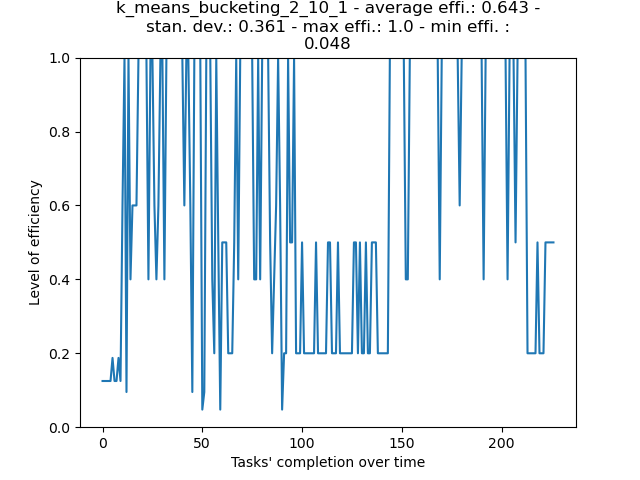 k_means_bucketing_2_10_1 - average effi.: 0.643 -
stan. dev.: 0.361 - max effi.: 1.0 - min effi. :
0.048
1.0
0.8
0.6
0.4
0.2
0.0
Level of efficiency
0 50 100 150 200
Tasks' completion over time